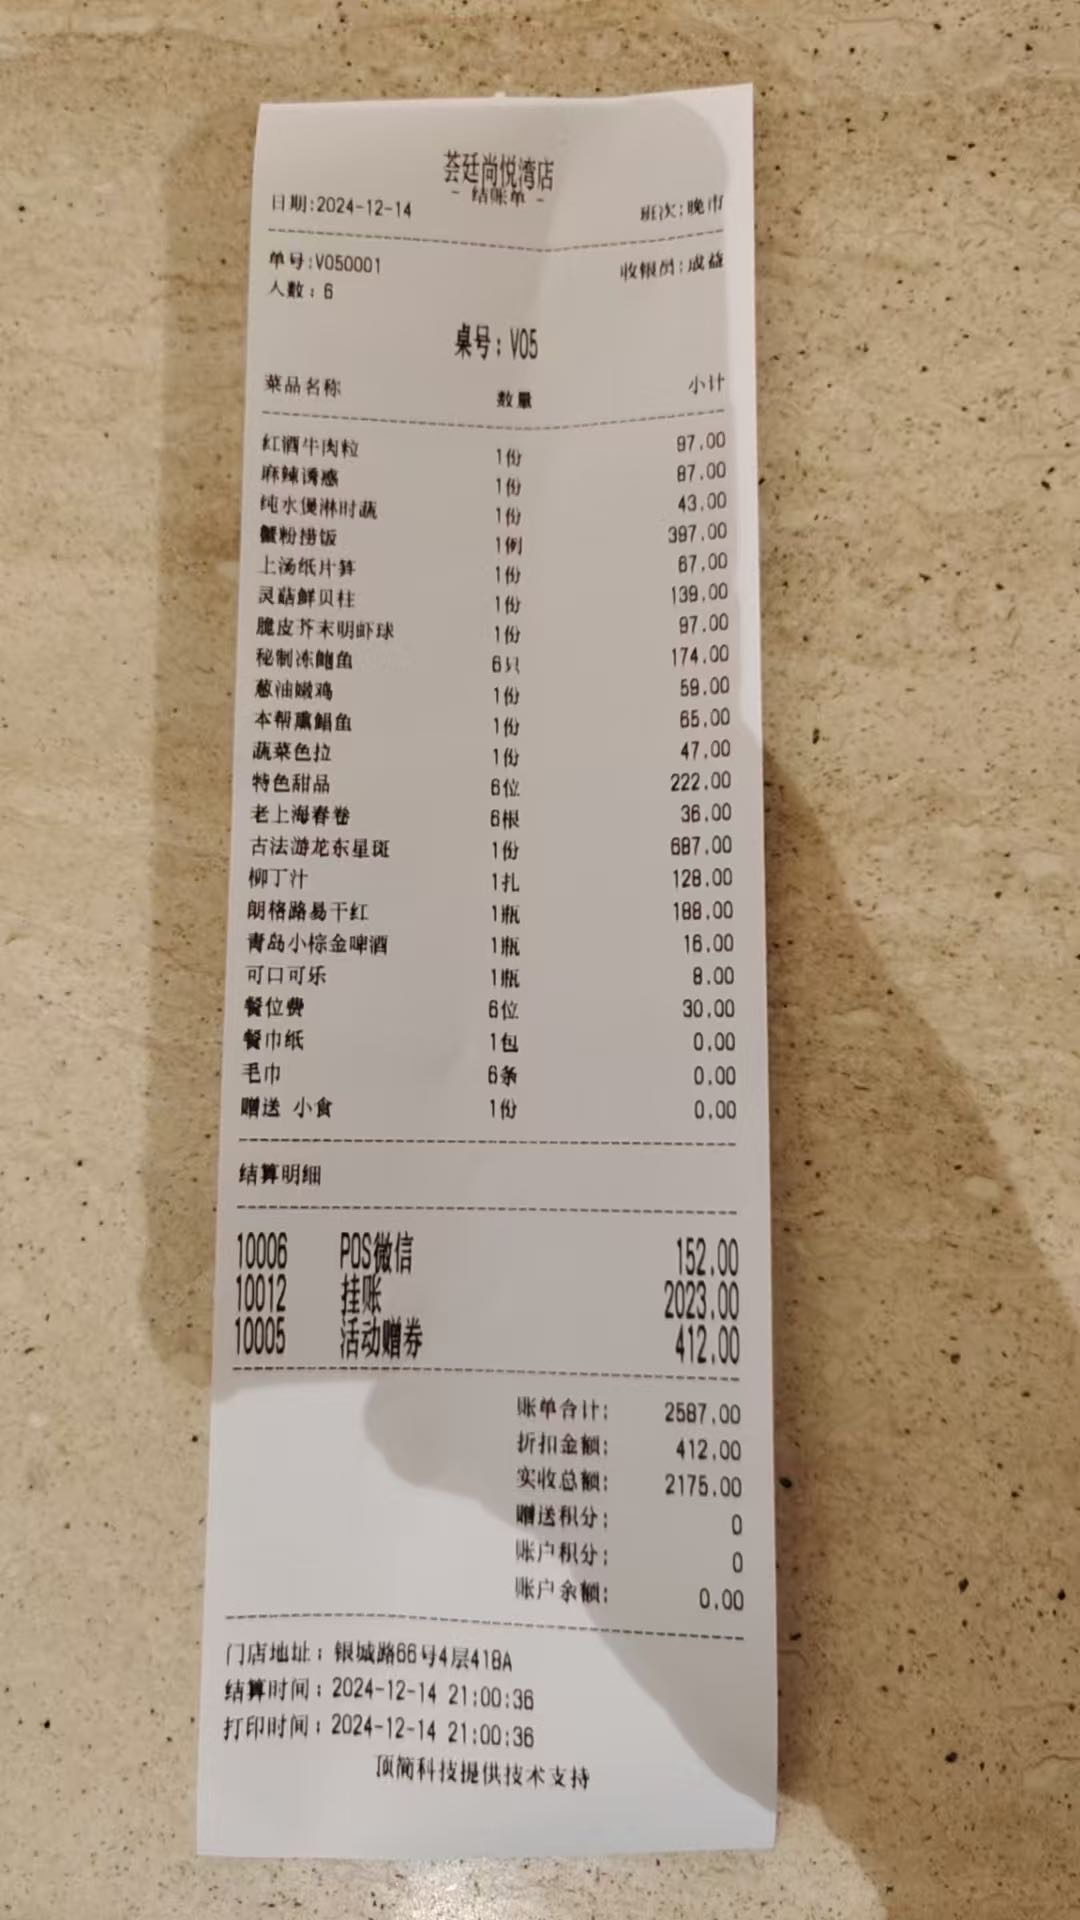 荟廷尚悦湾店
- 结账单 -
日期:2024-12-14 班次:晚市
单号:V050001 收银员:成益
人数:6
桌号:V05
菜品名称 数量 小计
红酒牛肉粒 1份 97.00
麻辣诱惑 1份 87.00
纯水煲淋时蔬 1份 43.00
蟹粉捞饭 1例 397.00
上汤纸片笋 1份 67.00
灵菇鲜贝柱 1份 139.00
脆皮芥末明虾球 1份 97.00
秘制冻鲍鱼 6只 174.00
葱油嫩鸡 1份 59.00
本帮熏鲳鱼 1份 65.00
蔬菜色拉 1份 47.00
特色甜品 6位 222.00
老上海春卷 6根 36.00
古法游龙东星斑 1份 687.00
柳丁汁 1扎 128.00
朗格路易干红 1瓶 188.00
青岛小棕金啤酒 1瓶 16.00
可口可乐 1瓶 8.00
餐位费 6位 30.00
餐巾纸 1包 0.00
毛巾 6条 0.00
赠送 小食 1份 0.00
结算明细
10006 POS微信 152.00
10012 挂账 2023.00
10005 活动赠券 412.00
账单合计: 2587.00
折扣金额: 412.00
实收总额: 2175.00
赠送积分: 0
账户积分: 0
账户余额: 0.00
门店地址:银城路66号4层418A
结算时间:2024-12-14 21:00:36
打印时间:2024-12-14 21:00:36
顶简科技提供技术支持